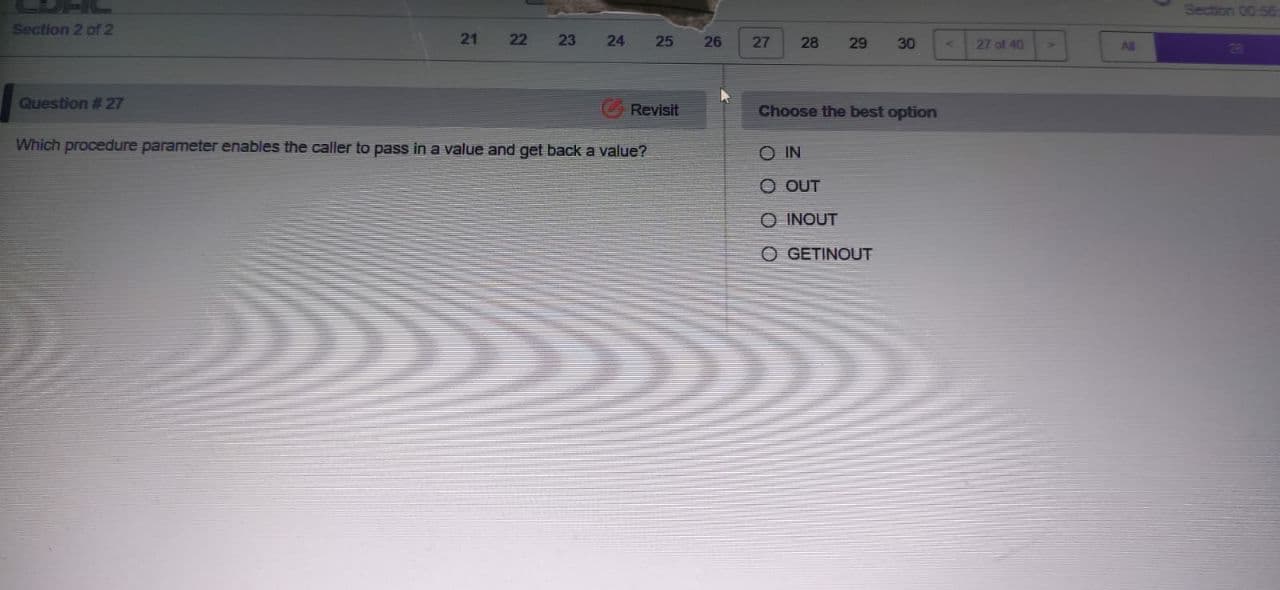 CDAC
Section 2 of 2
Section 00:56
21 22 23 24 25 26 27 28 29 30 < 27 of 40 > All 28
Question # 27
Revisit
Choose the best option
Which procedure parameter enables the caller to pass in a value and get back a value?
IN
OUT
INOUT
GETINOUT